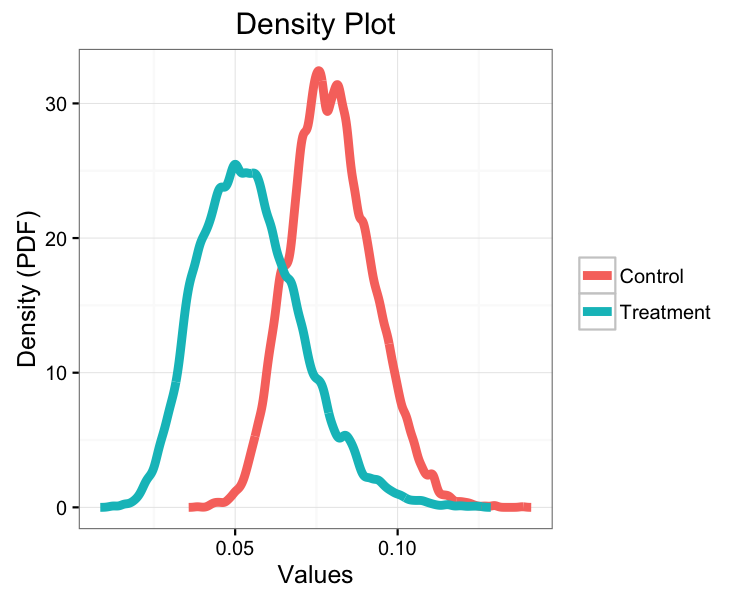 Density Plot
30
20
10
0
Density (PDF)
0.05
0.10
Values
Control
Treatment